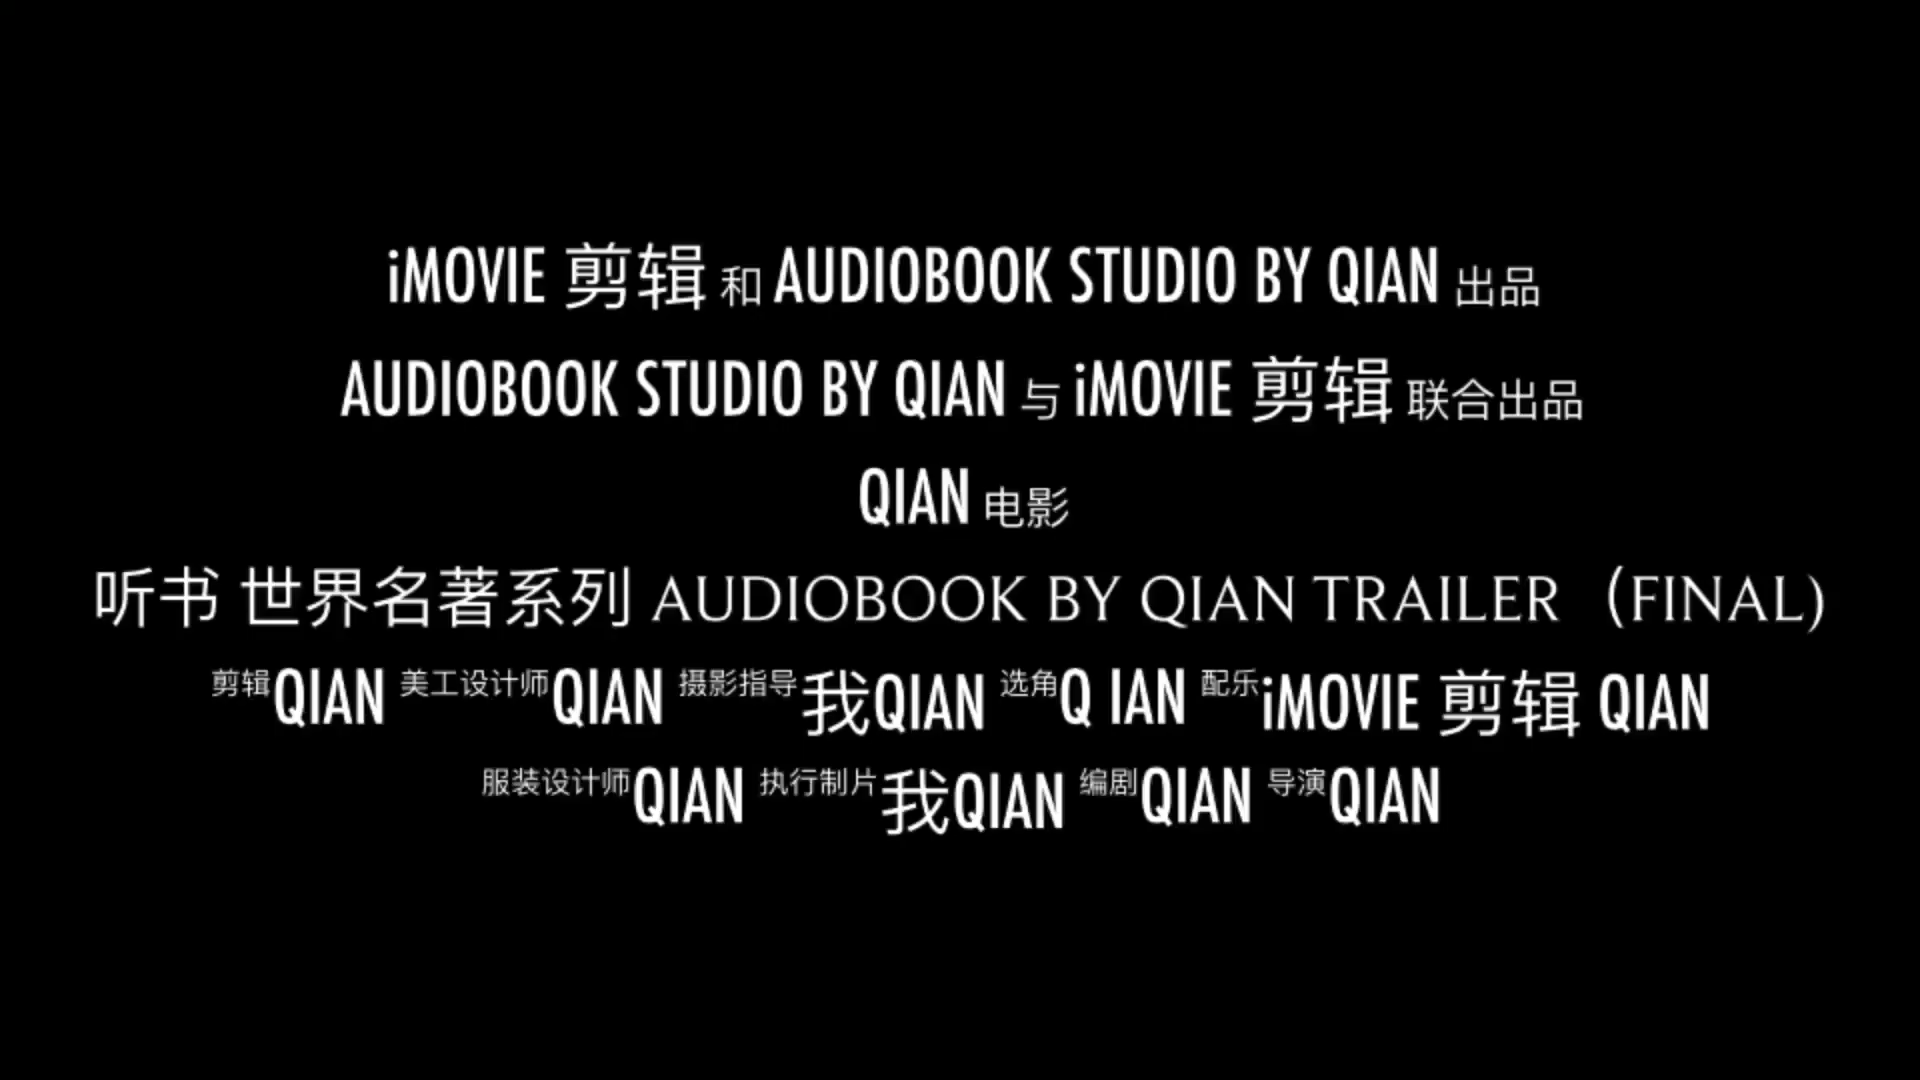 iMOVIE 剪辑 和 AUDIOBOOK STUDIO BY QIAN 出品
AUDIOBOOK STUDIO BY QIAN 与 iMOVIE 剪辑 联合出品
QIAN 电影
听书 世界名著系列 AUDIOBOOK BY QIAN TRAILER（FINAL)
剪辑QIAN 美工设计师QIAN 摄影指导我QIAN 选角Q IAN 配乐iMOVIE 剪辑 QIAN
服装设计师QIAN 执行制片我QIAN 编剧QIAN 导演QIAN